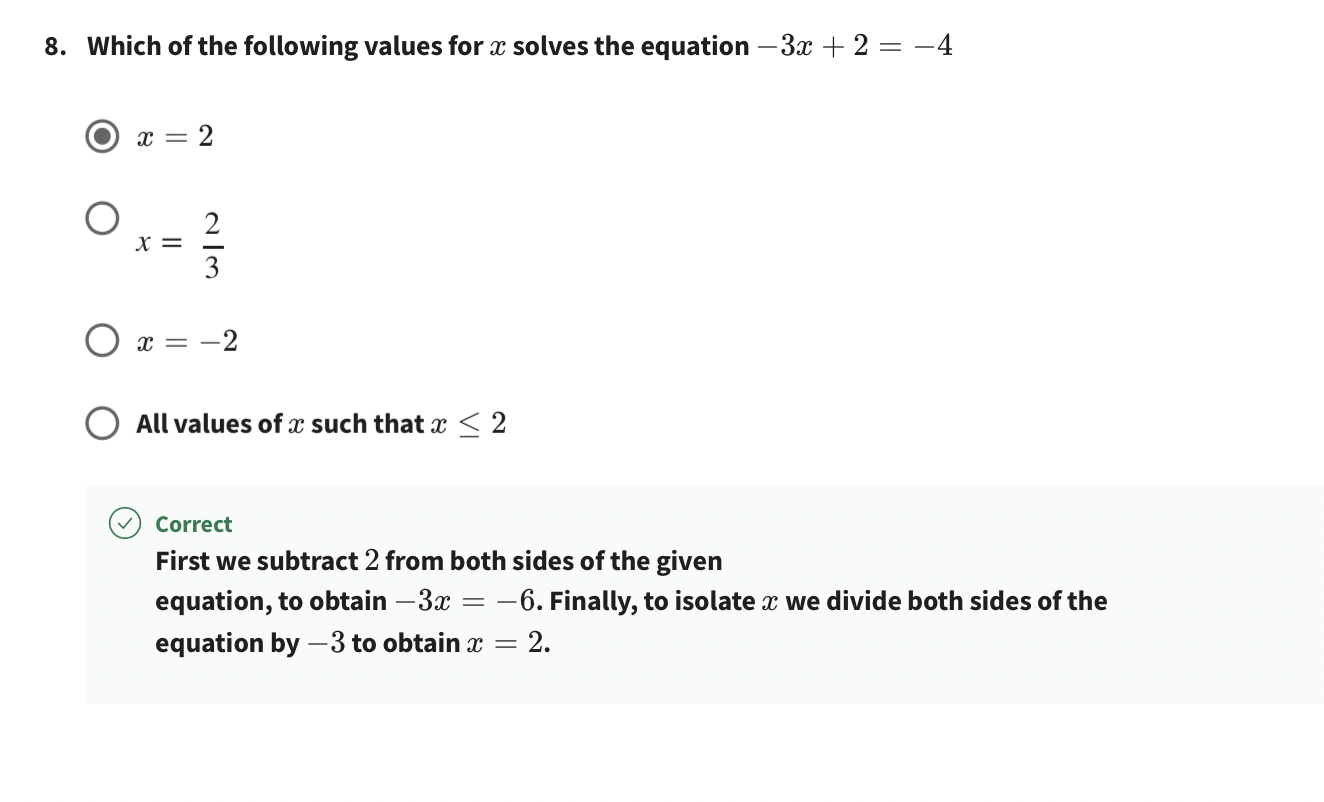 8. Which of the following values for x solves the equation −3x + 2 = −4
x = 2
x = 2/3
x = −2
All values of x such that x ≤ 2
Correct
First we subtract 2 from both sides of the given
equation, to obtain −3x = −6. Finally, to isolate x we divide both sides of the
equation by −3 to obtain x = 2.